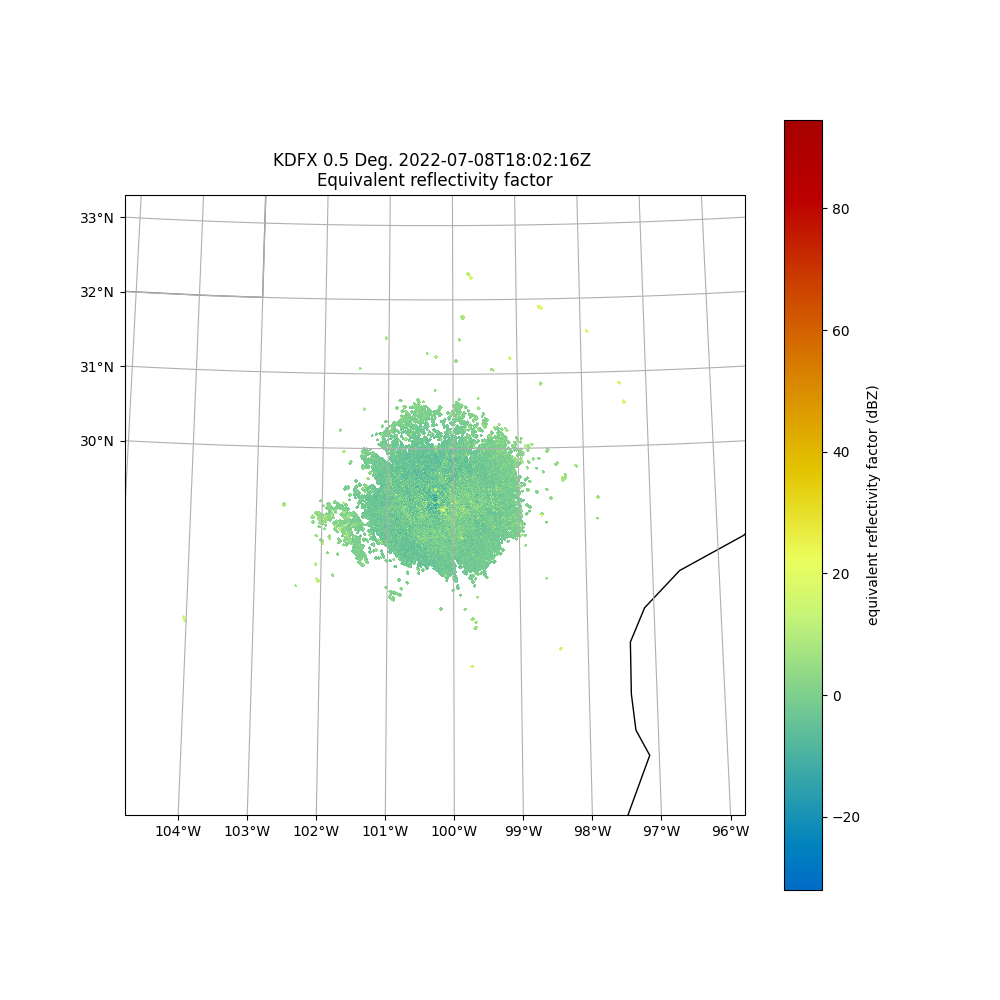 KDFX 0.5 Deg. 2022-07-08T18:02:16Z
Equivalent reflectivity factor
33°N
32°N
31°N
30°N
104°W
103°W
102°W
101°W
100°W
99°W
98°W
97°W
96°W
80
60
40
20
0
−20
equivalent reflectivity factor (dBZ)